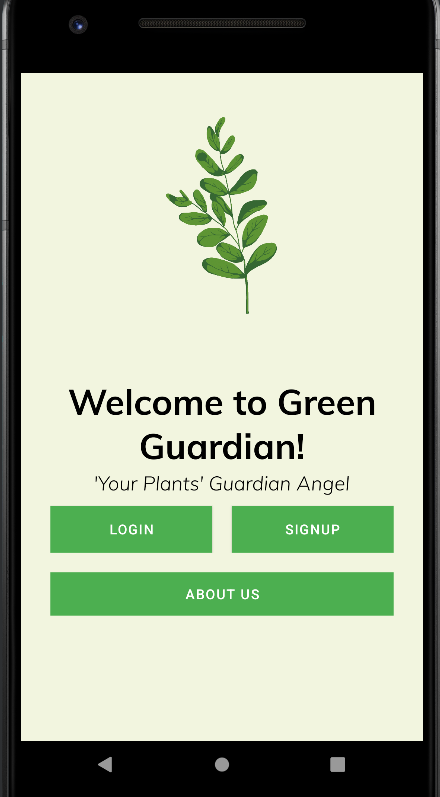 Welcome to Green
Guardian!
'Your Plants' Guardian Angel
LOGIN
SIGNUP
ABOUT US